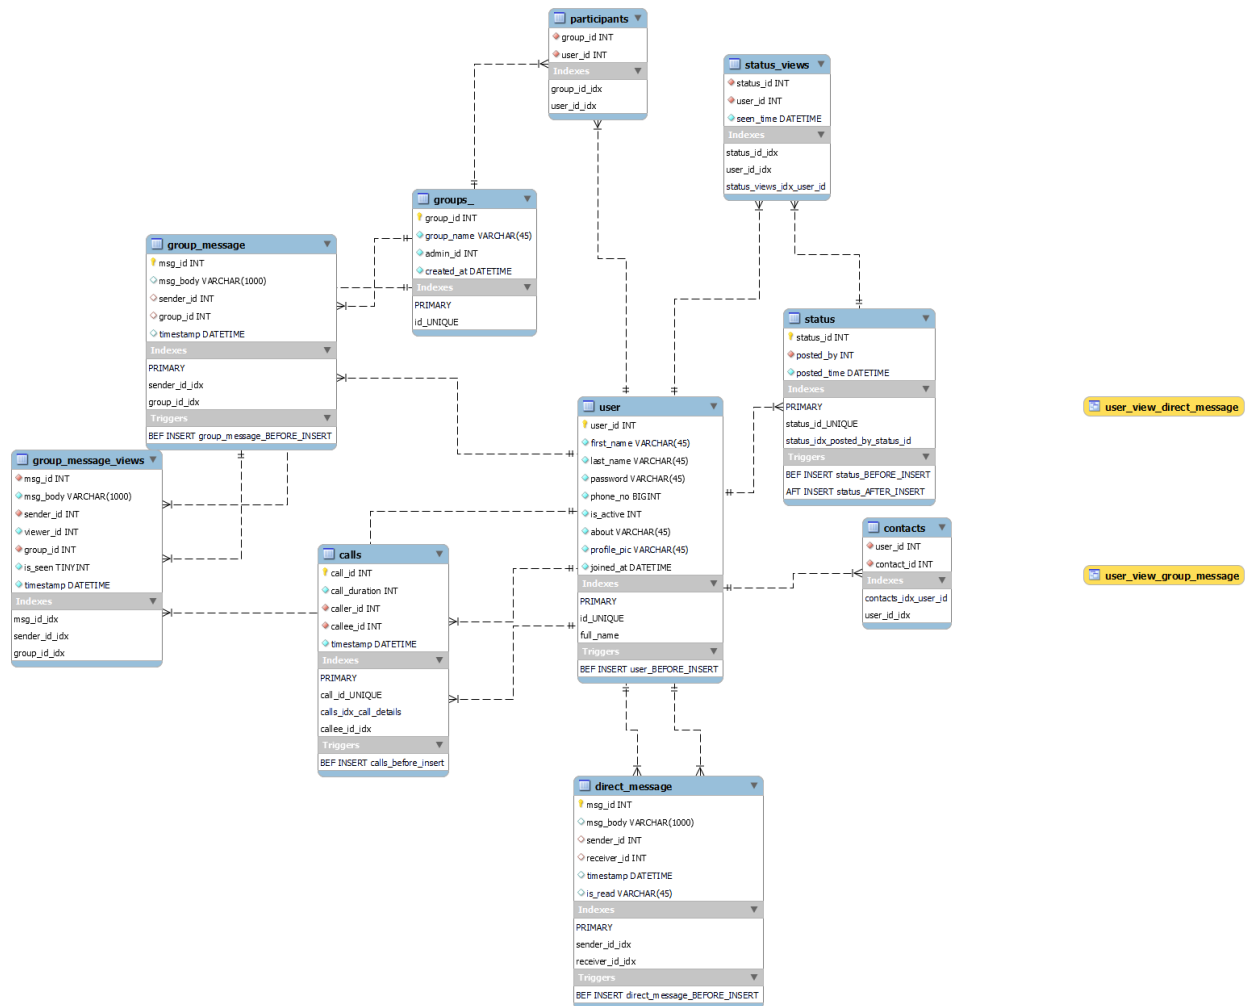 participants
group_id INT
user_id INT
Indexes
group_id_idx
user_id_idx
status_views
status_id INT
user_id INT
seen_time DATETIME
Indexes
status_id_idx
user_id_idx
status_views_idx_user_id
groups_
group_id INT
group_name VARCHAR(45)
admin_id INT
created_at DATETIME
Indexes
PRIMARY
id_UNIQUE
group_message
msg_id INT
msg_body VARCHAR(1000)
sender_id INT
group_id INT
timestamp DATETIME
Indexes
PRIMARY
sender_id_idx
group_id_idx
Triggers
BEF INSERT group_message_BEFORE_INSERT
status
status_id INT
posted_by INT
posted_time DATETIME
Indexes
PRIMARY
status_id_UNIQUE
status_idx_posted_by_status_id
Triggers
BEF INSERT status_BEFORE_INSERT
AFT INSERT status_AFTER_INSERT
user_view_direct_message
user
user_id INT
first_name VARCHAR(45)
last_name VARCHAR(45)
password VARCHAR(45)
phone_no BIGINT
is_active INT
about VARCHAR(45)
profile_pic VARCHAR(45)
joined_at DATETIME
Indexes
PRIMARY
id_UNIQUE
full_name
Triggers
BEF INSERT user_BEFORE_INSERT
group_message_views
msg_id INT
msg_body VARCHAR(1000)
sender_id INT
viewer_id INT
group_id INT
is_seen TINYINT
timestamp DATETIME
Indexes
msg_id_idx
sender_id_idx
group_id_idx
contacts
user_id INT
contact_id INT
Indexes
contacts_idx_user_id
user_id_idx
user_view_group_message
calls
call_id INT
call_duration INT
caller_id INT
callee_id INT
timestamp DATETIME
Indexes
PRIMARY
call_id_UNIQUE
calls_idx_call_details
callee_id_idx
Triggers
BEF INSERT calls_before_insert
direct_message
msg_id INT
msg_body VARCHAR(1000)
sender_id INT
receiver_id INT
timestamp DATETIME
is_read VARCHAR(45)
Indexes
PRIMARY
sender_id_idx
receiver_id_idx
Triggers
BEF INSERT direct_message_BEFORE_INSERT